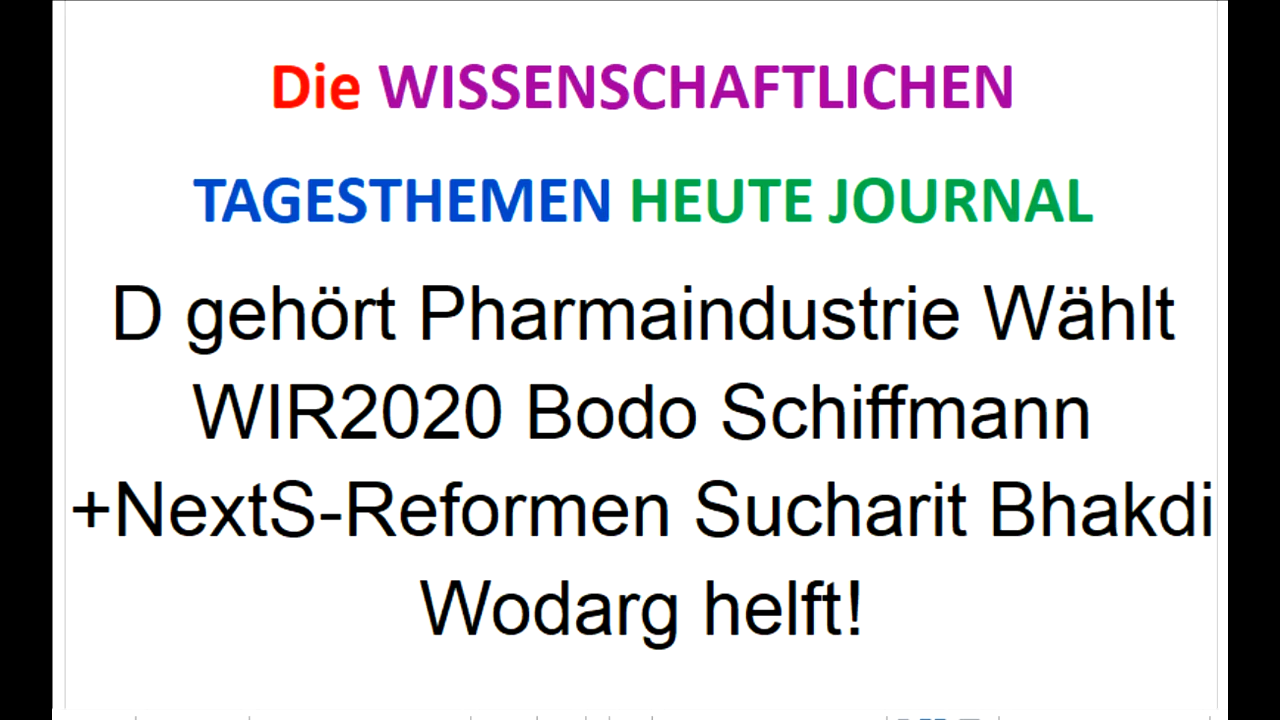 Die WISSENSCHAFTLICHEN
TAGESTHEMEN HEUTE JOURNAL
D gehört Pharmaindustrie Wählt
WIR2020 Bodo Schiffmann
+NextS-Reformen Sucharit Bhakdi
Wodarg helft!